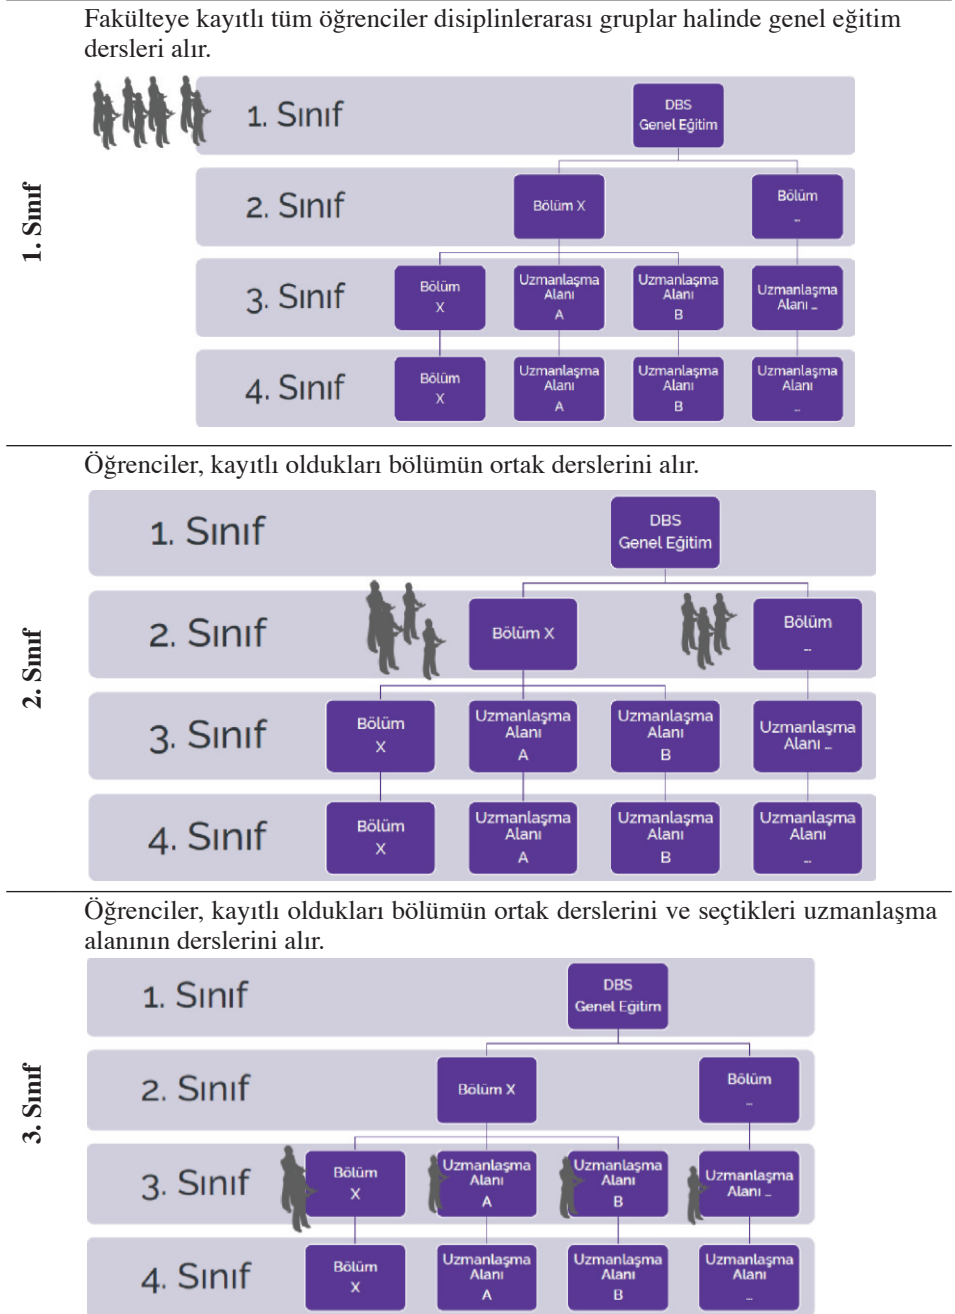 Fakülteye kayıtlı tüm öğrenciler disiplinlerarası gruplar halinde genel eğitim
dersleri alır.
1. Sınıf
1. Sınıf
DBS
Genel Eğitim
2. Sınıf
Bölüm X
Bölüm
...
3. Sınıf
Bölüm
X
Uzmanlaşma
Alanı
A
Uzmanlaşma
Alanı
B
Uzmanlaşma
Alanı ...
4. Sınıf
Bölüm
X
Uzmanlaşma
Alanı
A
Uzmanlaşma
Alanı
B
Uzmanlaşma
Alanı
...
Öğrenciler, kayıtlı oldukları bölümün ortak derslerini alır.
2. Sınıf
1. Sınıf
DBS
Genel Eğitim
2. Sınıf
Bölüm X
Bölüm
...
3. Sınıf
Bölüm
X
Uzmanlaşma
Alanı
A
Uzmanlaşma
Alanı
B
Uzmanlaşma
Alanı ...
4. Sınıf
Bölüm
X
Uzmanlaşma
Alanı
A
Uzmanlaşma
Alanı
B
Uzmanlaşma
Alanı
...
Öğrenciler, kayıtlı oldukları bölümün ortak derslerini ve seçtikleri uzmanlaşma
alanının derslerini alır.
3. Sınıf
1. Sınıf
DBS
Genel Eğitim
2. Sınıf
Bölüm X
Bölüm
...
3. Sınıf
Bölüm
X
Uzmanlaşma
Alanı
A
Uzmanlaşma
Alanı
B
Uzmanlaşma
Alanı ...
4. Sınıf
Bölüm
X
Uzmanlaşma
Alanı
A
Uzmanlaşma
Alanı
B
Uzmanlaşma
Alanı
...